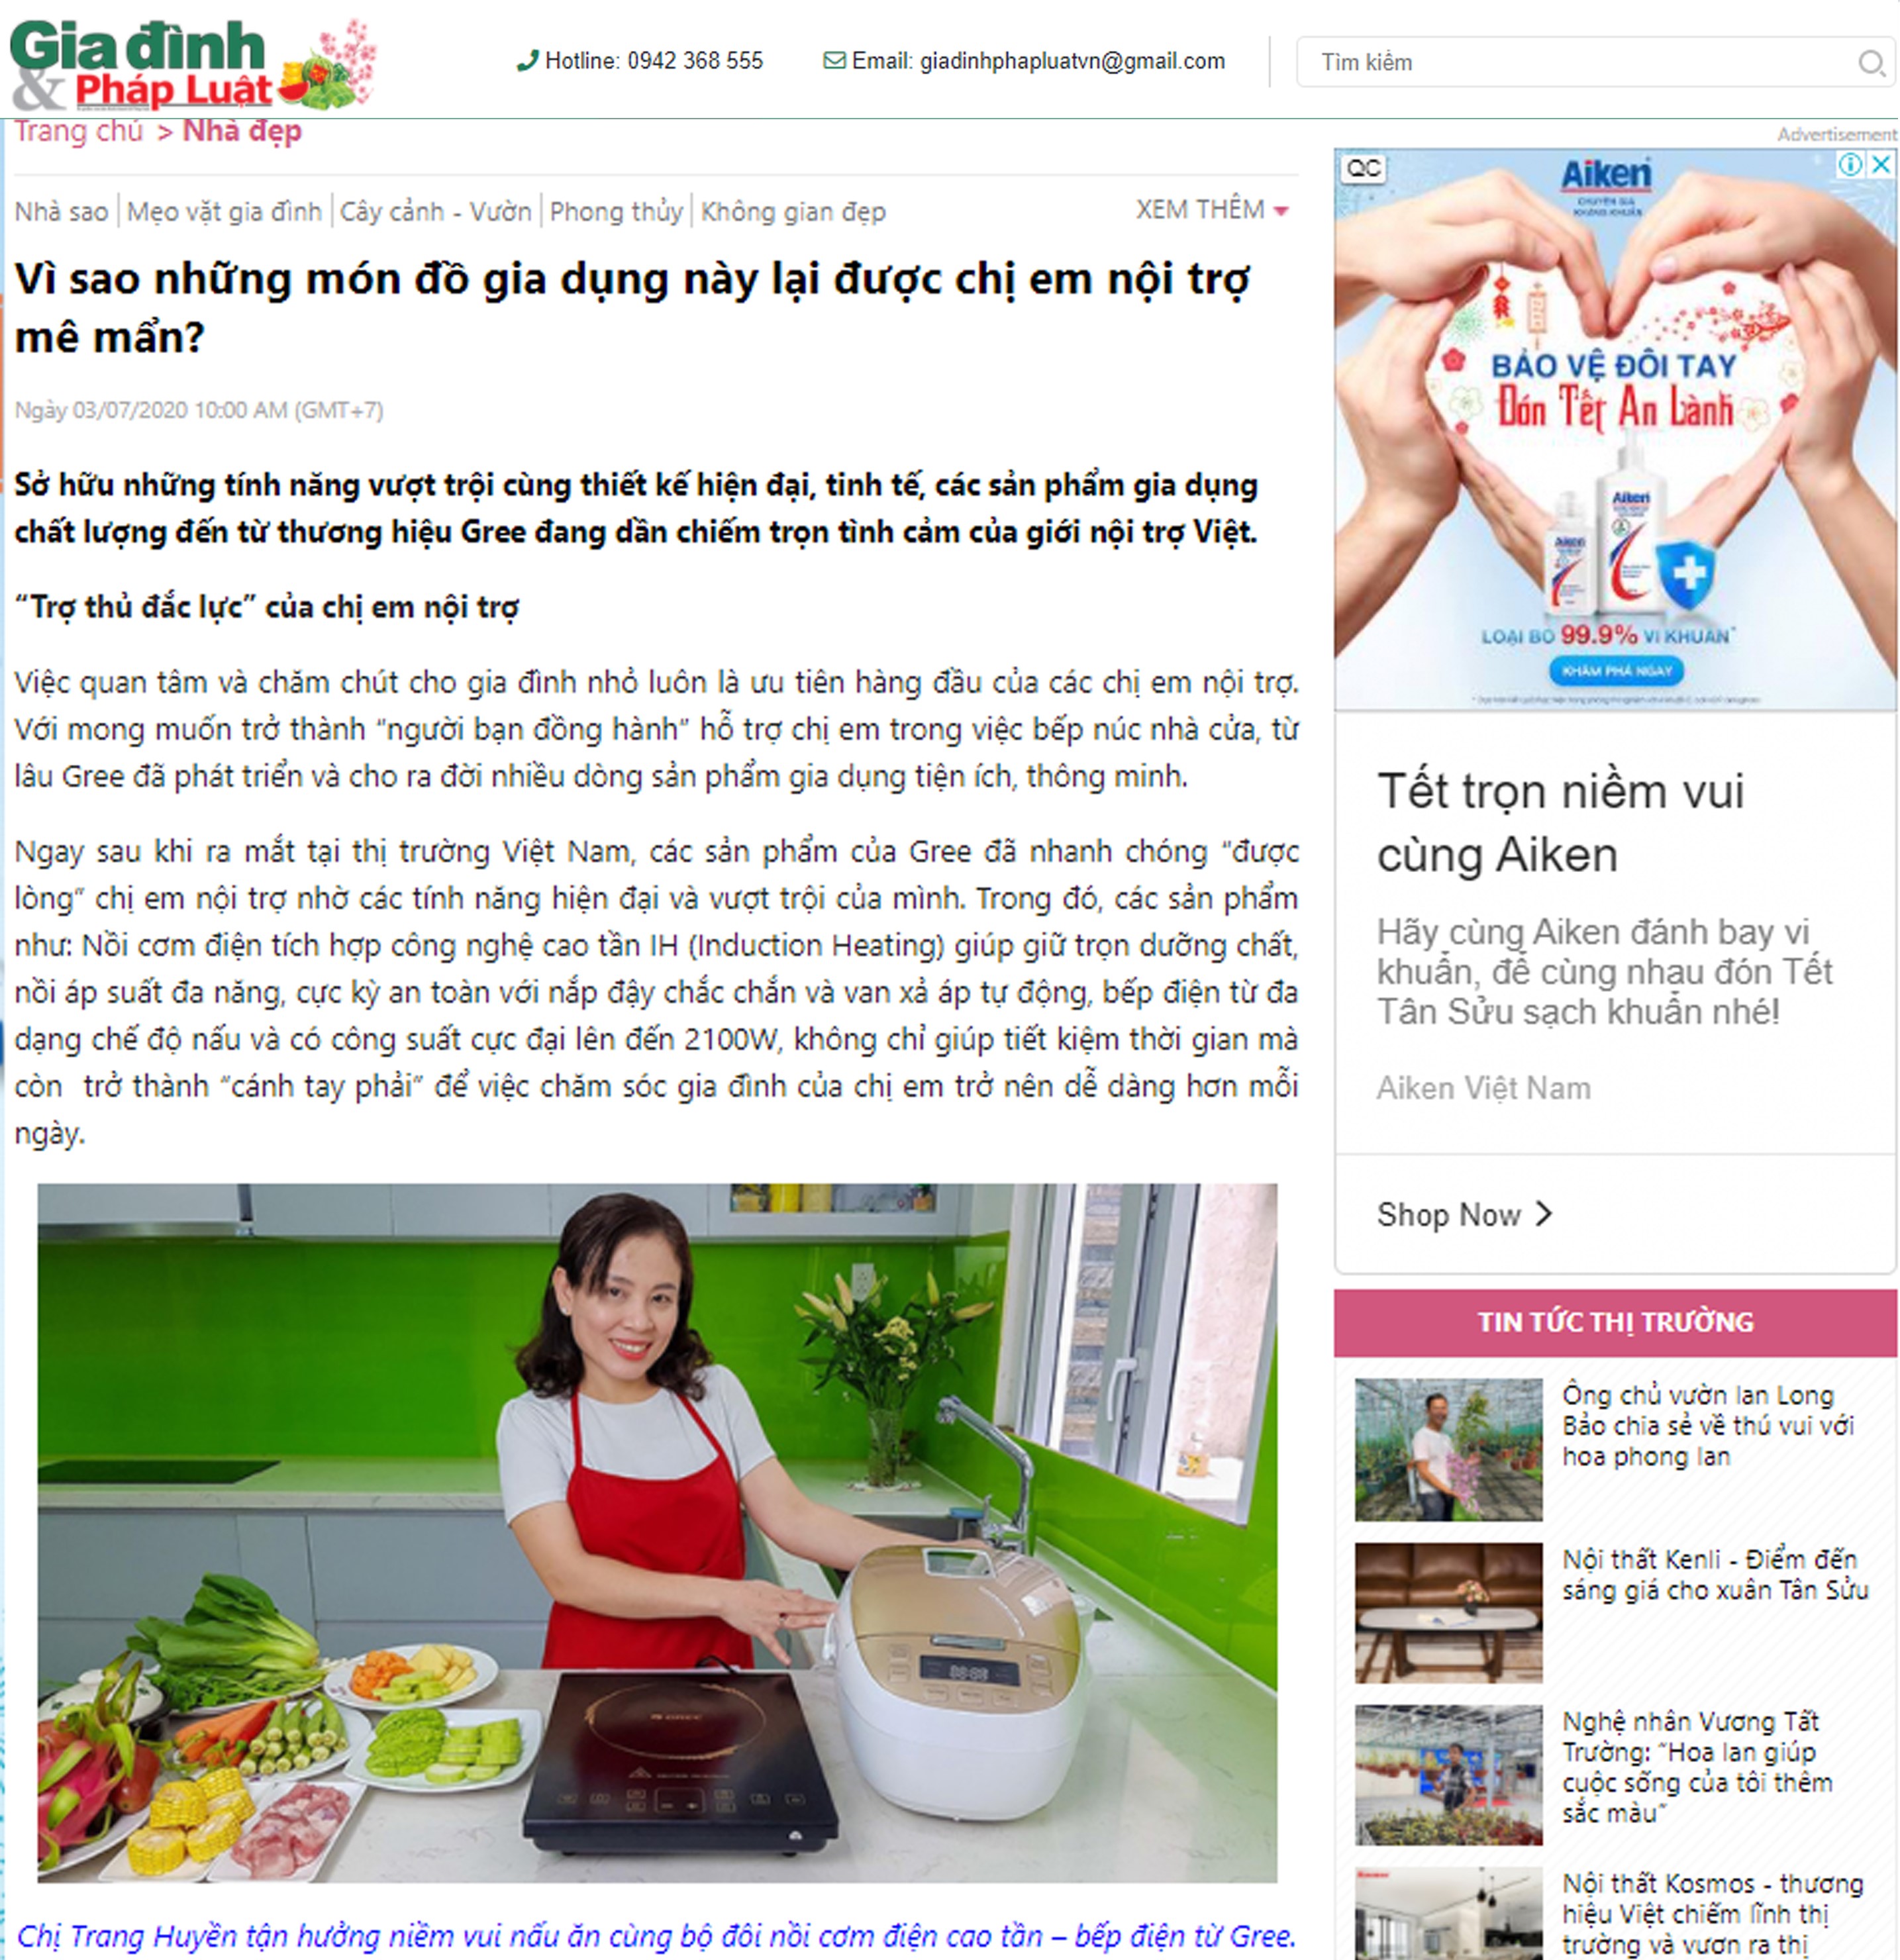 Gia đình
& Pháp Luật
Hotline: 0942 368 555
Email: giadinhphapluatvn@gmail.com
Tìm kiếm
Trang chủ > Nhà đẹp
Nhà sao | Mẹo vặt gia đình | Cây cảnh - Vườn | Phong thủy | Không gian đẹp
XEM THÊM
Vì sao những món đồ gia dụng này lại được chị em nội trợ
mê mẩn?
Ngày 03/07/2020 10:00 AM (GMT+7)
Sở hữu những tính năng vượt trội cùng thiết kế hiện đại, tinh tế, các sản phẩm gia dụng
chất lượng đến từ thương hiệu Gree đang dần chiếm trọn tình cảm của giới nội trợ Việt.
“Trợ thủ đắc lực” của chị em nội trợ
Việc quan tâm và chăm chút cho gia đình nhỏ luôn là ưu tiên hàng đầu của các chị em nội trợ.
Với mong muốn trở thành “người bạn đồng hành” hỗ trợ chị em trong việc bếp núc nhà cửa, từ
lâu Gree đã phát triển và cho ra đời nhiều dòng sản phẩm gia dụng tiện ích, thông minh.
Ngay sau khi ra mắt tại thị trường Việt Nam, các sản phẩm của Gree đã nhanh chóng “được
lòng” chị em nội trợ nhờ các tính năng hiện đại và vượt trội của mình. Trong đó, các sản phẩm
như: Nồi cơm điện tích hợp công nghệ cao tần IH (Induction Heating) giúp giữ trọn dưỡng chất,
nồi áp suất đa năng, cực kỳ an toàn với nắp đậy chắc chắn và van xả áp tự động, bếp điện từ đa
dạng chế độ nấu và có công suất cực đại lên đến 2100W, không chỉ giúp tiết kiệm thời gian mà
còn trở thành “cánh tay phải” để việc chăm sóc gia đình của chị em trở nên dễ dàng hơn mỗi
ngày.
GREE
Chị Trang Huyền tận hưởng niềm vui nấu ăn cùng bộ đôi nồi cơm điện cao tần – bếp điện từ Gree.
Advertisement
QC
Aiken
CHUYÊN GIA
KHÁNG KHUẨN
BẢO VỆ ĐÔI TAY
Đón Tết An Lành
Aiken
Aiken
LOẠI BỎ 99.9% VI KHUẨN*
KHÁM PHÁ NGAY
Tết trọn niềm vui
cùng Aiken
Hãy cùng Aiken đánh bay vi
khuẩn, để cùng nhau đón Tết
Tân Sửu sạch khuẩn nhé!
Aiken Việt Nam
Shop Now
TIN TỨC THỊ TRƯỜNG
Ông chủ vườn lan Long
Bảo chia sẻ về thú vui với
hoa phong lan
Nội thất Kenli - Điểm đến
sáng giá cho xuân Tân Sửu
Nghệ nhân Vương Tất
Trường: “Hoa lan giúp
cuộc sống của tôi thêm
sắc màu”
Nội thất Kosmos - thương
hiệu Việt chiếm lĩnh thị
trường và vươn ra thị